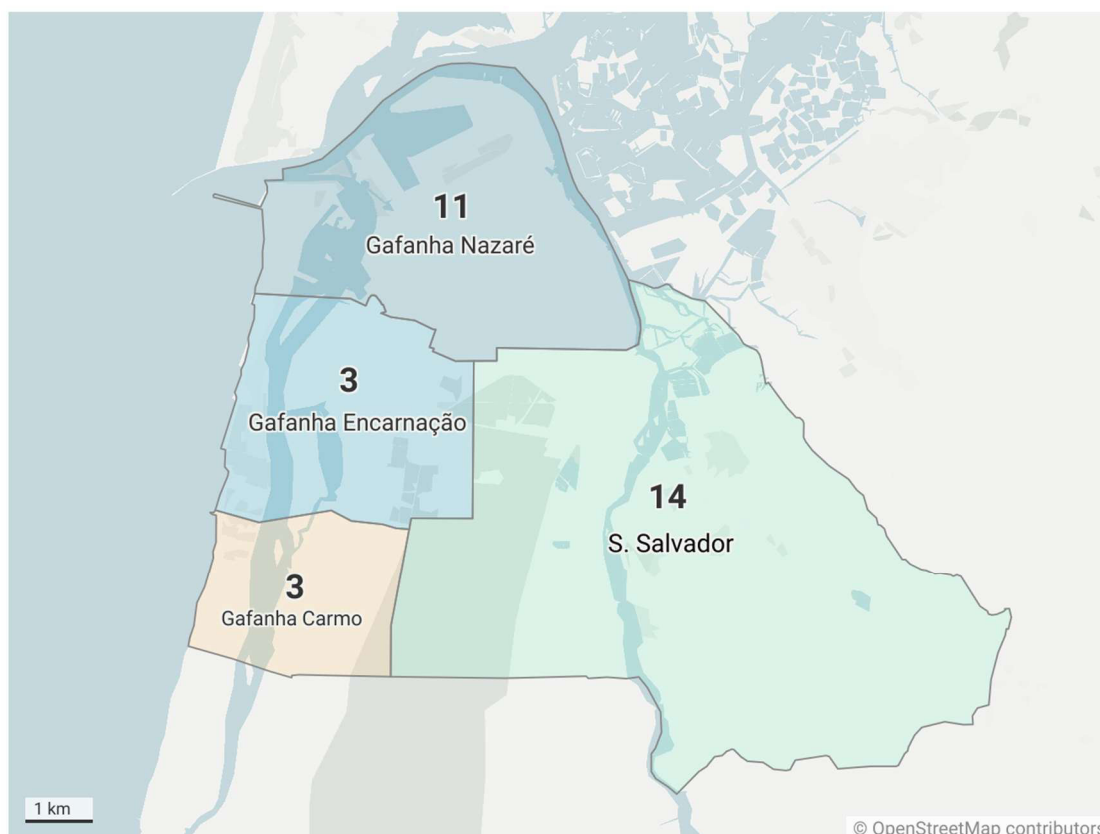 11
Gafanha Nazaré
3
Gafanha Encarnação
14
S. Salvador
3
Gafanha Carmo
1 km
© OpenStreetMap contributors